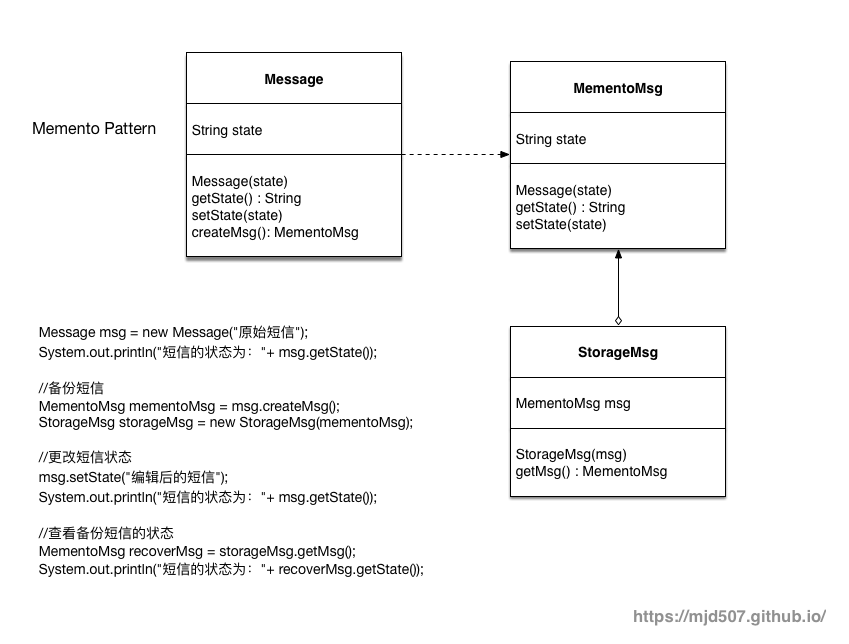 Memento Pattern
Message
String state
Message(state)
getState() : String
setState(state)
createMsg(): MementoMsg
MementoMsg
String state
Message(state)
getState() : String
setState(state)
StorageMsg
MementoMsg msg
StorageMsg(msg)
getMsg() : MementoMsg
Message msg = new Message("原始短信");
System.out.println("短信的状态为： "+ msg.getState());
//备份短信
MementoMsg mementoMsg = msg.createMsg();
StorageMsg storageMsg = new StorageMsg(mementoMsg);
//更改短信状态
msg.setState("编辑后的短信");
System.out.println("短信的状态为： "+ msg.getState());
//查看备份短信的状态
MementoMsg recoverMsg = storageMsg.getMsg();
System.out.println("短信的状态为： "+ recoverMsg.getState());
https://mjd507.github.io/